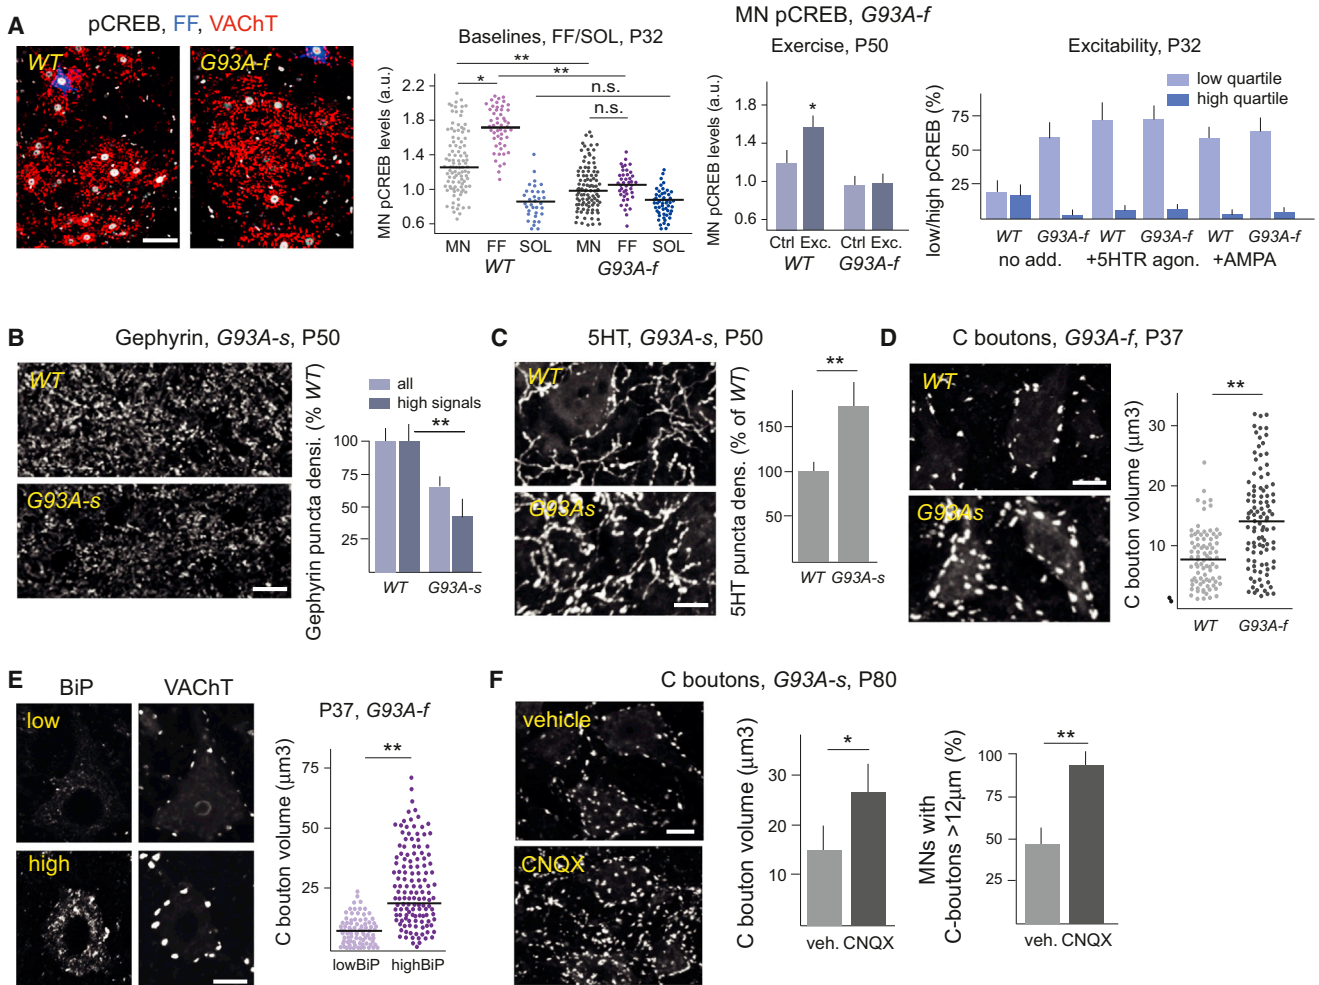 A
pCREB, FF, VAChT
WT
G93A-f
MN pCREB, G93A-f
Baselines, FF/SOL, P32
MN pCREB levels (a.u.)
2.2
1.8
1.4
1.0
0.6
**
*
**
n.s.
n.s.
MN FF SOL MN FF SOL
WT G93A-f
Exercise, P50
MN pCREB levels (a.u.)
1.8
1.4
1.0
0.6
*
Ctrl Exc. Ctrl Exc.
WT G93A-f
Excitability, P32
low quartile
high quartile
low/high pCREB (%)
75
50
25
WT G93A-f WT G93A-f WT G93A-f
no add. +5HTR agon. +AMPA
B
Gephyrin, G93A-s, P50
WT
G93A-s
Gephyrin puncta densi. (% WT)
all
high signals
**
100
75
50
25
WT G93A-s
C
5HT, G93A-s, P50
WT
G93As
5HT puncta dens. (% of WT)
**
150
100
50
WT G93A-s
D
C boutons, G93A-f, P37
WT
G93As
C bouton volume (μm3)
**
30
20
10
WT G93A-f
E
BiP VAChT
low
high
P37, G93A-f
C bouton volume (μm3)
**
75
50
25
lowBiP highBiP
F
C boutons, G93A-s, P80
vehicle
CNQX
C bouton volume (μm3)
*
30
20
10
veh. CNQX
MNs with
C-boutons >12μm (%)
**
100
75
50
25
veh. CNQX